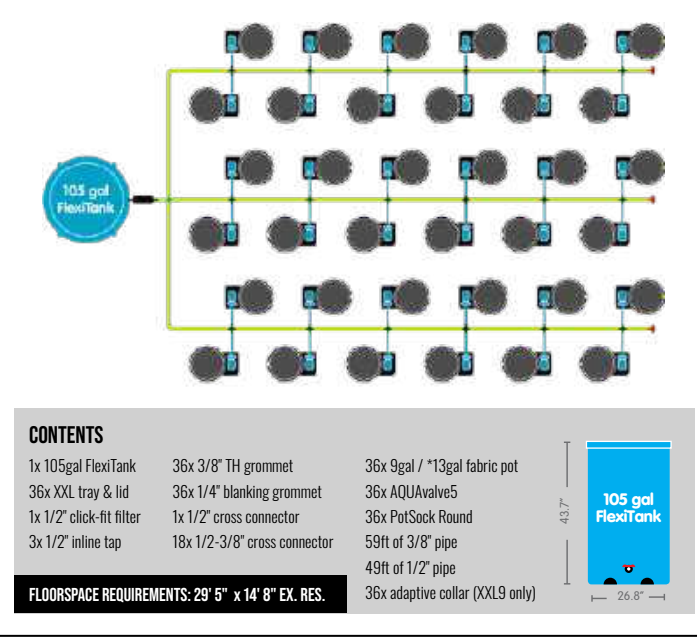 105 gal
FlexiTank
CONTENTS
1x 105gal FlexiTank
36x XXL tray & lid
1x 1/2" click-fit filter
3x 1/2" inline tap
36x 3/8" TH grommet
36x 1/4" blanking grommet
1x 1/2" cross connector
18x 1/2-3/8" cross connector
36x 9gal / *13gal fabric pot
36x AQUAvalve5
36x PotSock Round
59ft of 3/8" pipe
49ft of 1/2" pipe
36x adaptive collar (XXL9 only)
FLOORSPACE REQUIREMENTS: 29' 5" x 14' 8" EX. RES.
43.7"
105 gal
FlexiTank
26.8"